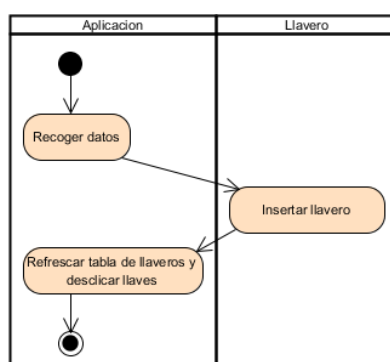 Aplicacion
Llavero
Recoger datos
Insertar llavero
Refrescar tabla de llaveros y
desclicar llaves